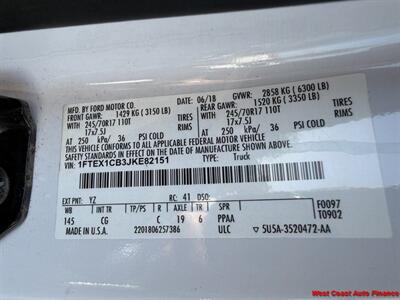 MFD. BY FORD MOTOR CO.
DATE: 06/18 GVWR: 2858 KG ( 6300 LB)
FRONT GAWR: 1429 KG ( 3150 LB) REAR GAWR: 1520 KG ( 3350 LB)
WITH 245/70R17 110T TIRES WITH 245/70R17 110T TIRES
17x7.5J RIMS 17x7.5J RIMS
AT 250 kPa/ 36 PSI COLD AT 250 kPa/ 36 PSI COLD
THIS VEHICLE CONFORMS TO ALL APPLICABLE FEDERAL MOTOR VEHICLE
SAFETY STANDARDS IN EFFECT ON THE DATE OF MANUFACTURE SHOWN ABOVE.
VIN: 1FTEX1CB3JKE82151 TYPE: Truck
EXT PNT: YZ RC: 41 DSO: F0097
WB INT TR TP/PS R AXLE TR SPR T0902
145 CG C 19 6 PPAA
MADE IN U.S.A. 2201806257386 ULC 5U5A-3520472-AA
West Coast Auto Finance